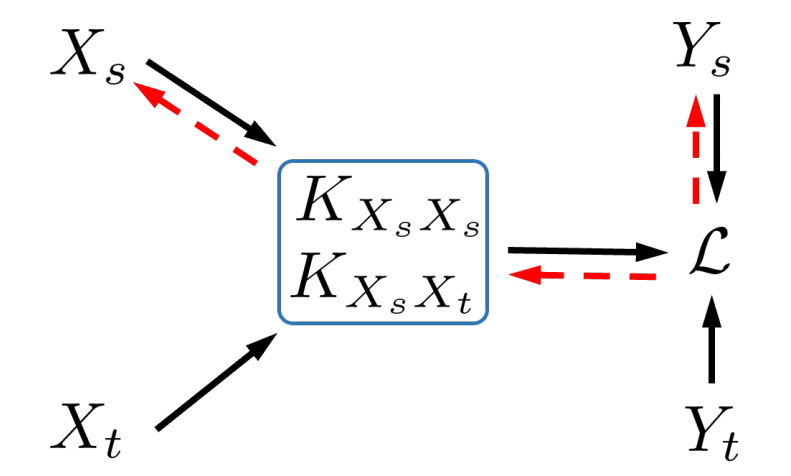 X_s
Y_s
K_{X_s X_s}
K_{X_s X_t}
ℒ
X_t
Y_t